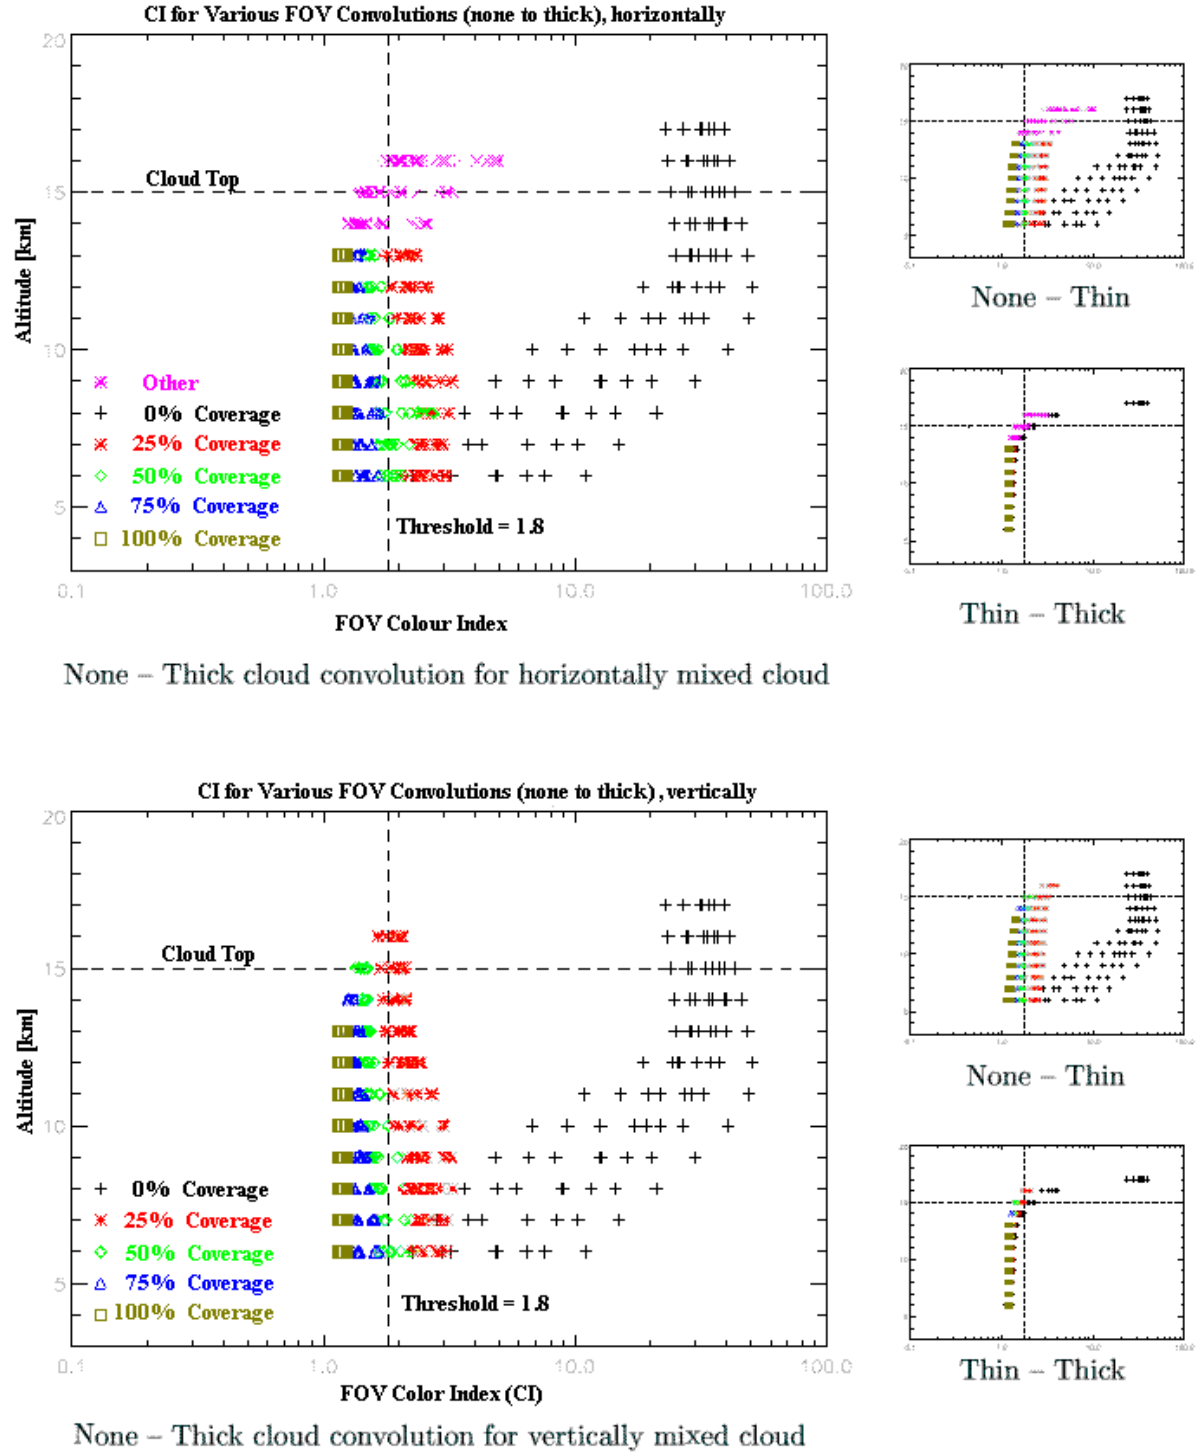 CI for Various FOV Convolutions (none to thick), horizontally
20
Cloud Top
15
Altitude [km]
10
Other
0% Coverage
25% Coverage
50% Coverage
75% Coverage
100% Coverage
5
Threshold = 1.8
0.1 1.0 10.0 100.0
FOV Colour Index
None – Thick cloud convolution for horizontally mixed cloud
None – Thin
Thin – Thick
CI for Various FOV Convolutions (none to thick) , vertically
20
Cloud Top
15
Altitude [km]
10
0% Coverage
25% Coverage
50% Coverage
75% Coverage
100% Coverage
5
Threshold = 1.8
0.1 1.0 10.0 100.0
FOV Color Index (CI)
None – Thick cloud convolution for vertically mixed cloud
None – Thin
Thin – Thick